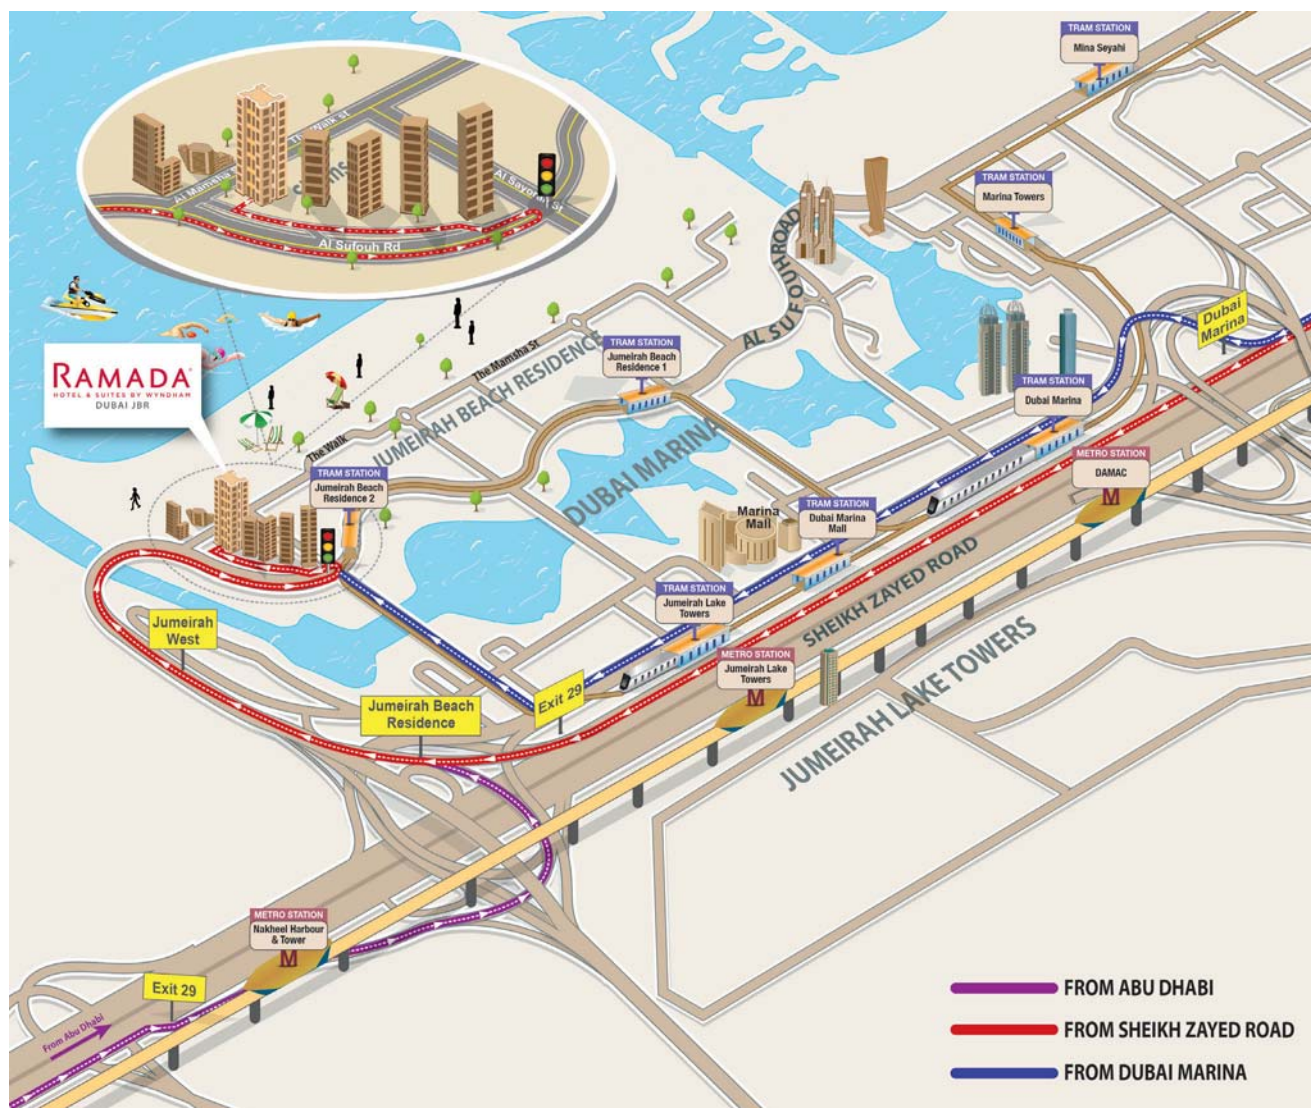 TRAM STATION
Mina Seyahi
The Walk st
Al Mamsha
Al Sayorah St
Al Sufouh Rd
TRAM STATION
Marina Towers
AL SUFOUH ROAD
Dubai
Marina
TRAM STATION
Jumeirah Beach
Residence 1
The Mamsha St
JUMEIRAH BEACH RESIDENCE
RAMADA
HOTEL & SUITES BY WYNDHAM
DUBAI JBR
TRAM STATION
Dubai Marina
The Walk
DUBAI MARINA
METRO STATION
DAMAC
M
TRAM STATION
Jumeirah Beach
Residence 2
TRAM STATION
Dubai Marina
Mall
Marina
Mall
SHEIKH ZAYED ROAD
TRAM STATION
Jumeirah Lake
Towers
Jumeirah
West
METRO STATION
Jumeirah Lake
Towers
M
JUMEIRAH LAKE TOWERS
Exit 29
Jumeirah Beach
Residence
METRO STATION
Nakheel Harbour
& Tower
M
Exit 29
From Abu Dhabi
FROM ABU DHABI
FROM SHEIKH ZAYED ROAD
FROM DUBAI MARINA